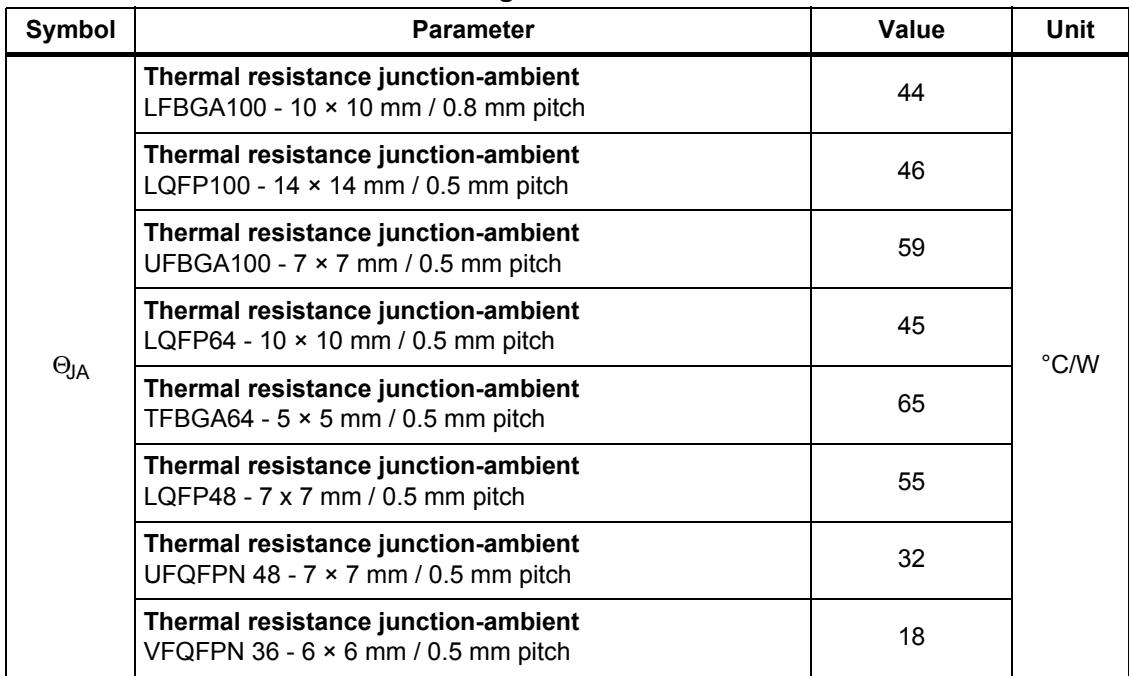 Symbol Parameter Value Unit
Thermal resistance junction-ambient
LFBGA100 - 10 × 10 mm / 0.8 mm pitch
44
Thermal resistance junction-ambient
LQFP100 - 14 × 14 mm / 0.5 mm pitch
46
Thermal resistance junction-ambient
UFBGA100 - 7 × 7 mm / 0.5 mm pitch
59
Thermal resistance junction-ambient
LQFP64 - 10 × 10 mm / 0.5 mm pitch
45
ΘJA
°C/W
Thermal resistance junction-ambient
TFBGA64 - 5 × 5 mm / 0.5 mm pitch
65
Thermal resistance junction-ambient
LQFP48 - 7 x 7 mm / 0.5 mm pitch
55
Thermal resistance junction-ambient
UFQFPN 48 - 7 × 7 mm / 0.5 mm pitch
32
Thermal resistance junction-ambient
VFQFPN 36 - 6 × 6 mm / 0.5 mm pitch
18